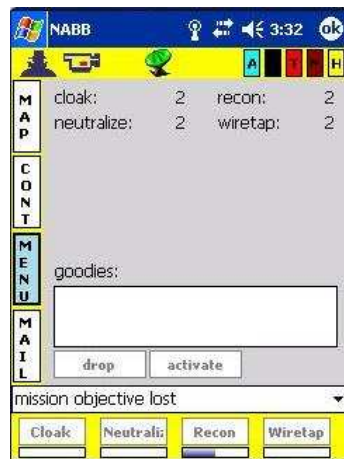 NABB 3:32 ok
A T H
MAP
cloak: 2 recon: 2
neutralize: 2 wiretap: 2
CONT
MENU
goodies:
MAIL
drop activate
mission objective lost
Cloak Neutrali: Recon Wiretap